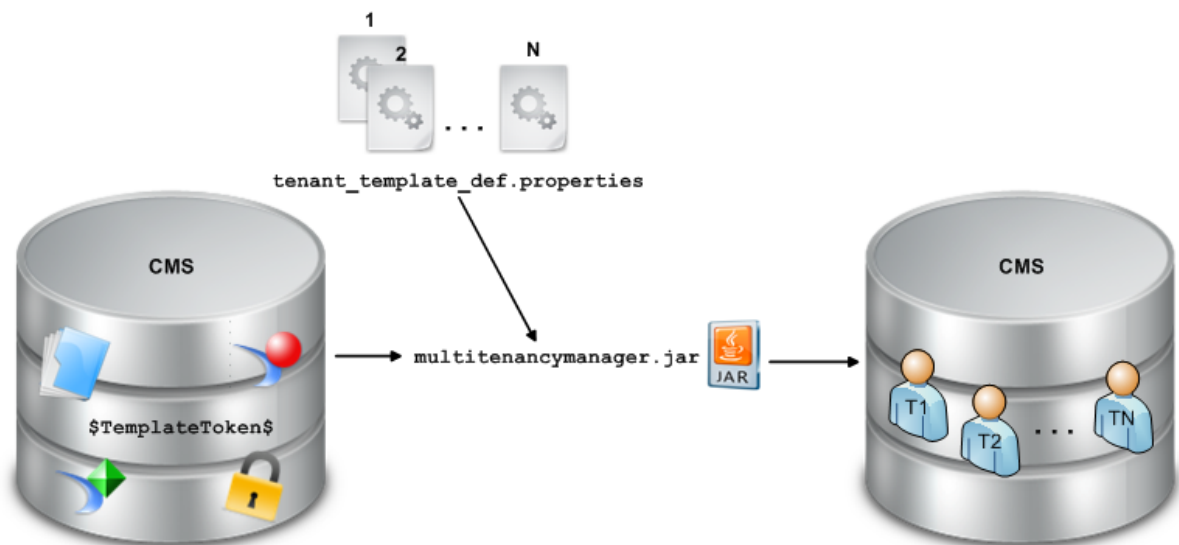 1
2
N
...
tenant_template_def.properties
CMS
$TemplateToken$
multitenancymanager.jar
JAR
CMS
T1
T2
...
TN